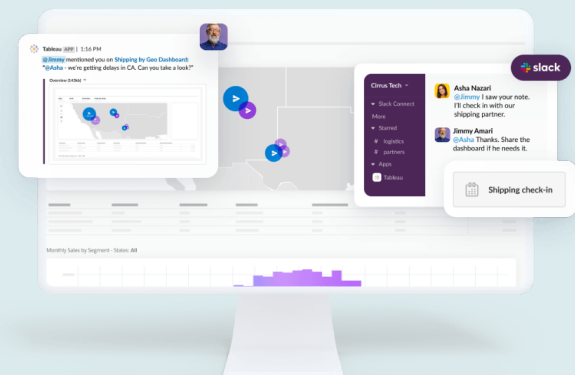 Tableau APP | 1:16 PM
@Jimmy mentioned you on Shipping by Geo Dashboard:
"@Asha - we're getting delays in CA. Can you take a look?"
Overview (145kb)
slack
Cirrus Tech
Slack Connect
More
Starred
# logistics
# partners
Apps
Tableau
Asha Nazari
@Jimmy I saw your note.
I'll check in with our
shipping partner.
Jimmy Amari
@Asha Thanks. Share the
dashboard if he needs it.
Shipping check-in
Monthly Sales by Segment - States: All